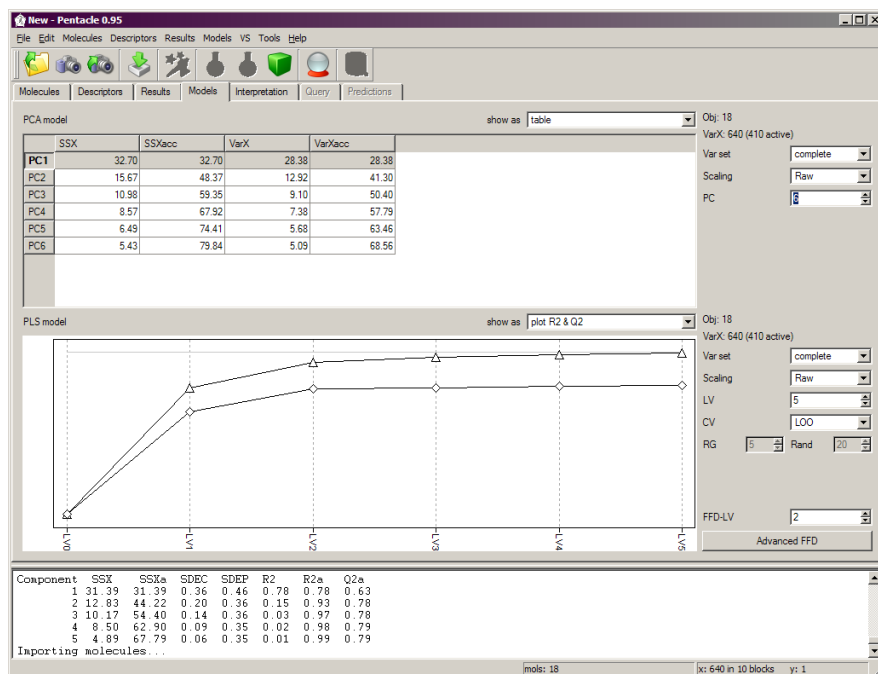 New - Pentacle 0.95
File Edit Molecules Descriptors Results Models VS Tools Help
Molecules Descriptors Results Models Interpretation Query Predictions
PCA model show as table Obj: 18
VarX: 640 (410 active)
Var set complete
Scaling Raw
PC 6
SSX SSXacc VarX VarXacc
PC1 32.70 32.70 28.38 28.38
PC2 15.67 48.37 12.92 41.30
PC3 10.98 59.35 9.10 50.40
PC4 8.57 67.92 7.38 57.79
PC5 6.49 74.41 5.68 63.46
PC6 5.43 79.84 5.09 68.56
PLS model show as plot R2 & Q2 Obj: 18
VarX: 640 (410 active)
Var set complete
Scaling Raw
LV 5
CV LOO
RG 5 Rand 20
FFD-LV 2
Advanced FFD
LV0 LV1 LV2 LV3 LV4 LV5
Component SSX SSXa SDEC SDEP R2 R2a Q2a
1 31.39 31.39 0.36 0.46 0.78 0.78 0.63
2 12.83 44.22 0.20 0.36 0.15 0.93 0.78
3 10.17 54.40 0.14 0.36 0.03 0.97 0.78
4 8.50 62.90 0.09 0.35 0.02 0.98 0.79
5 4.89 67.79 0.06 0.35 0.01 0.99 0.79
Importing molecules...
mols: 18 x: 640 in 10 blocks y: 1